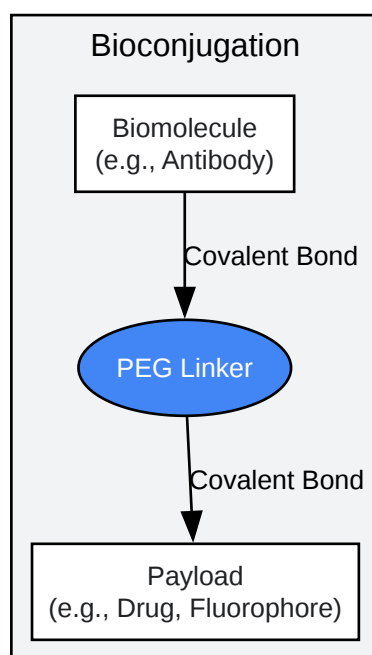 Bioconjugation
Biomolecule
(e.g., Antibody)
Covalent Bond
PEG Linker
Covalent Bond
Payload
(e.g., Drug, Fluorophore)